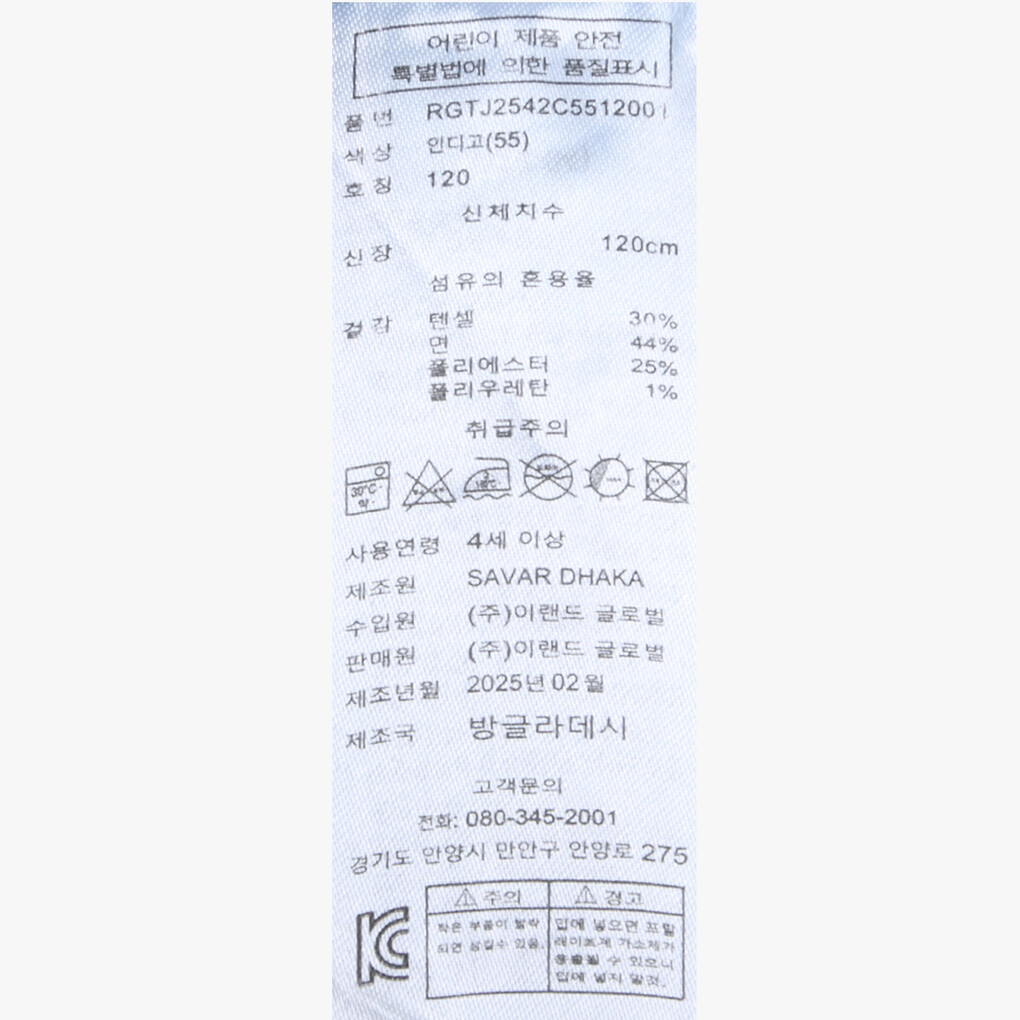 어린이 제품 안전
특별법에 의한 품질표시
품 번 RGTJ2542C551200
색 상 인디고(55)
호 칭 120
신체치수
신 장 120cm
섬유의 혼용율
겉 감 텐셀 30%
면 44%
폴리에스터 25%
폴리우레탄 1%
취급주의
30°C
약
사용연령 4세 이상
제조원 SAVAR DHAKA
수입원 (주)이랜드 글로벌
판매원 (주)이랜드 글로벌
제조년월 2025년 02 월
제조국 방글라데시
고객문의
전화: 080-345-2001
경기도 안양시 만안구 안양로 275
주의
작은 부품이 탈락
되면 삼킬수 있음.
경고
입에 넣으면 프탈
레이트제 가소제가
용출될 수 있으니
입에 넣지 말것.
KC